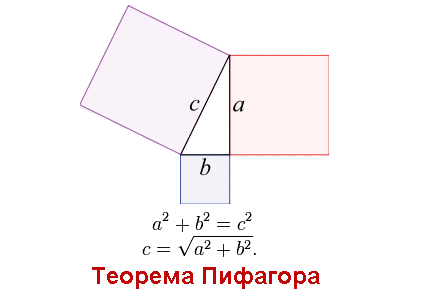 c
a
b
a² + b² = c²
c = √(a² + b²).
Теорема Пифагора